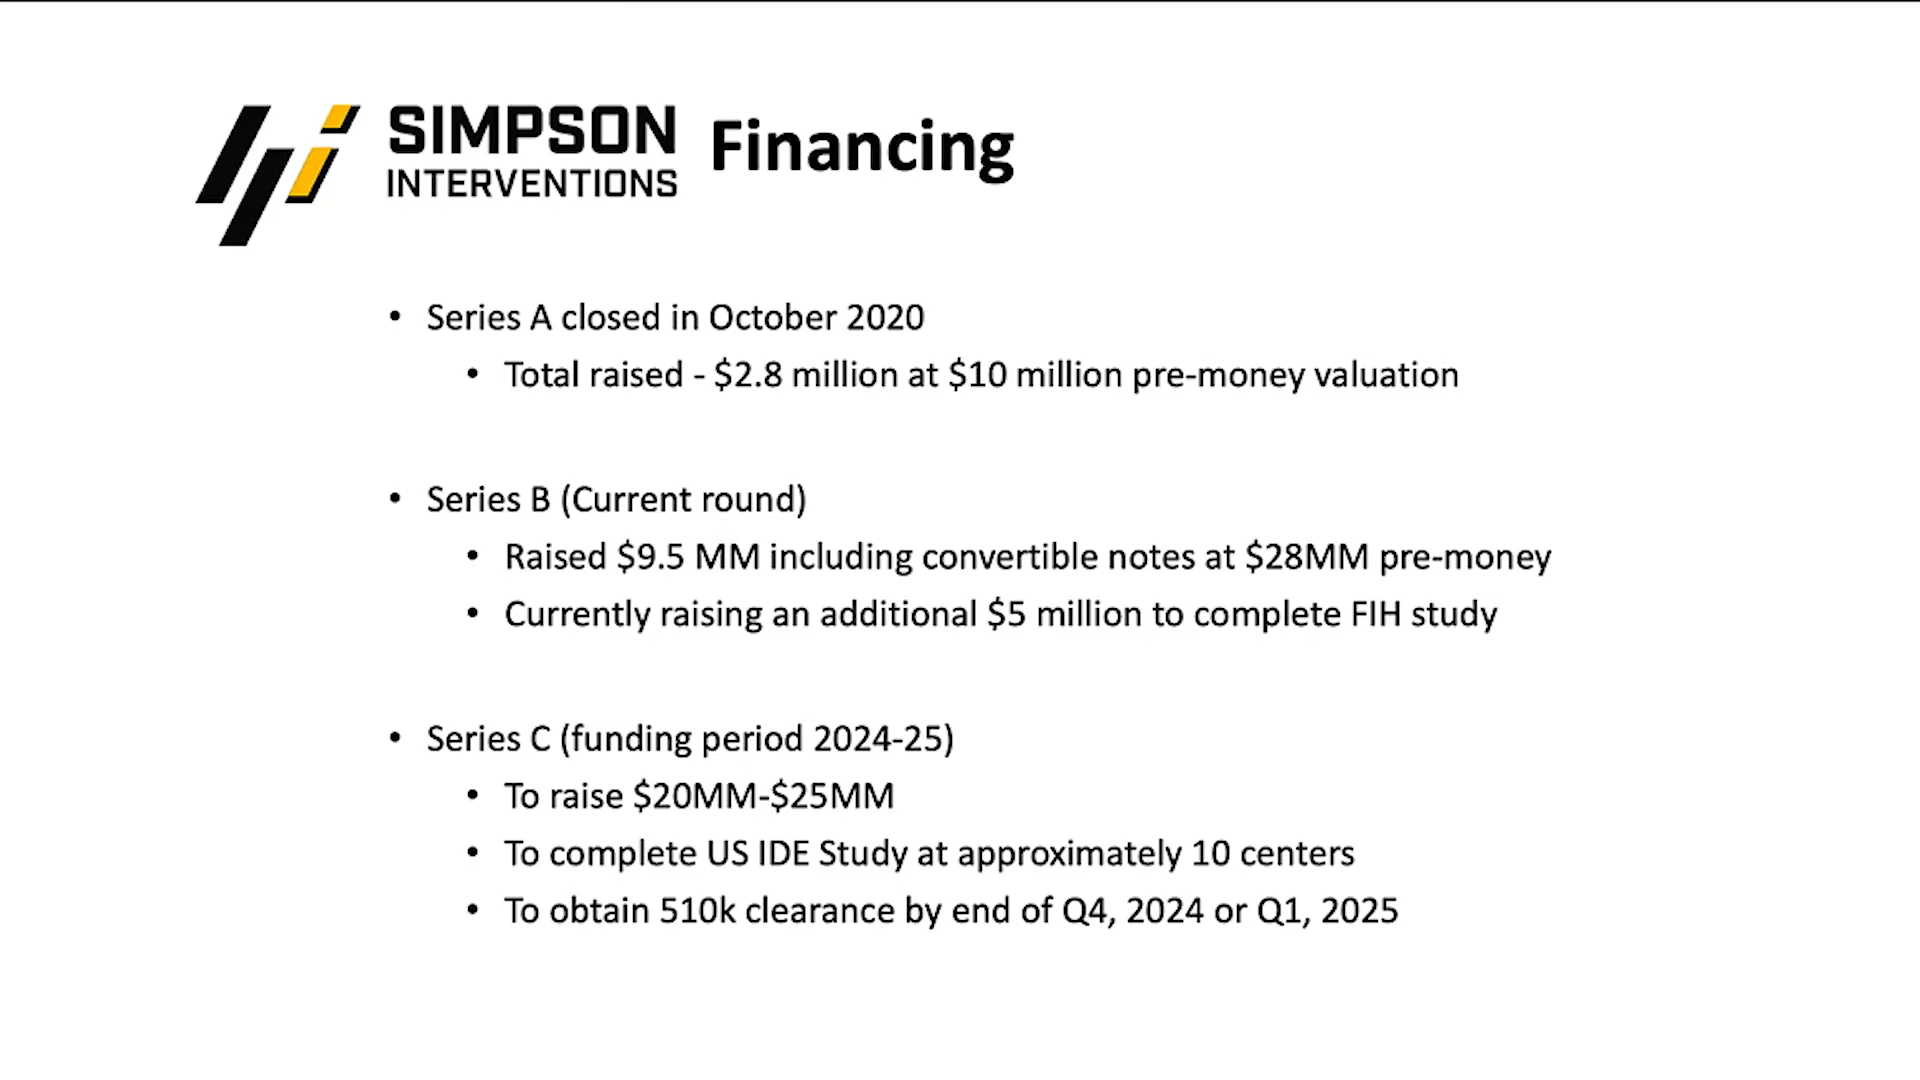 SIMPSON
INTERVENTIONS
Financing
• Series A closed in October 2020
• Total raised - $2.8 million at $10 million pre-money valuation
• Series B (Current round)
• Raised $9.5 MM including convertible notes at $28MM pre-money
• Currently raising an additional $5 million to complete FIH study
• Series C (funding period 2024-25)
• To raise $20MM-$25MM
• To complete US IDE Study at approximately 10 centers
• To obtain 510k clearance by end of Q4, 2024 or Q1, 2025